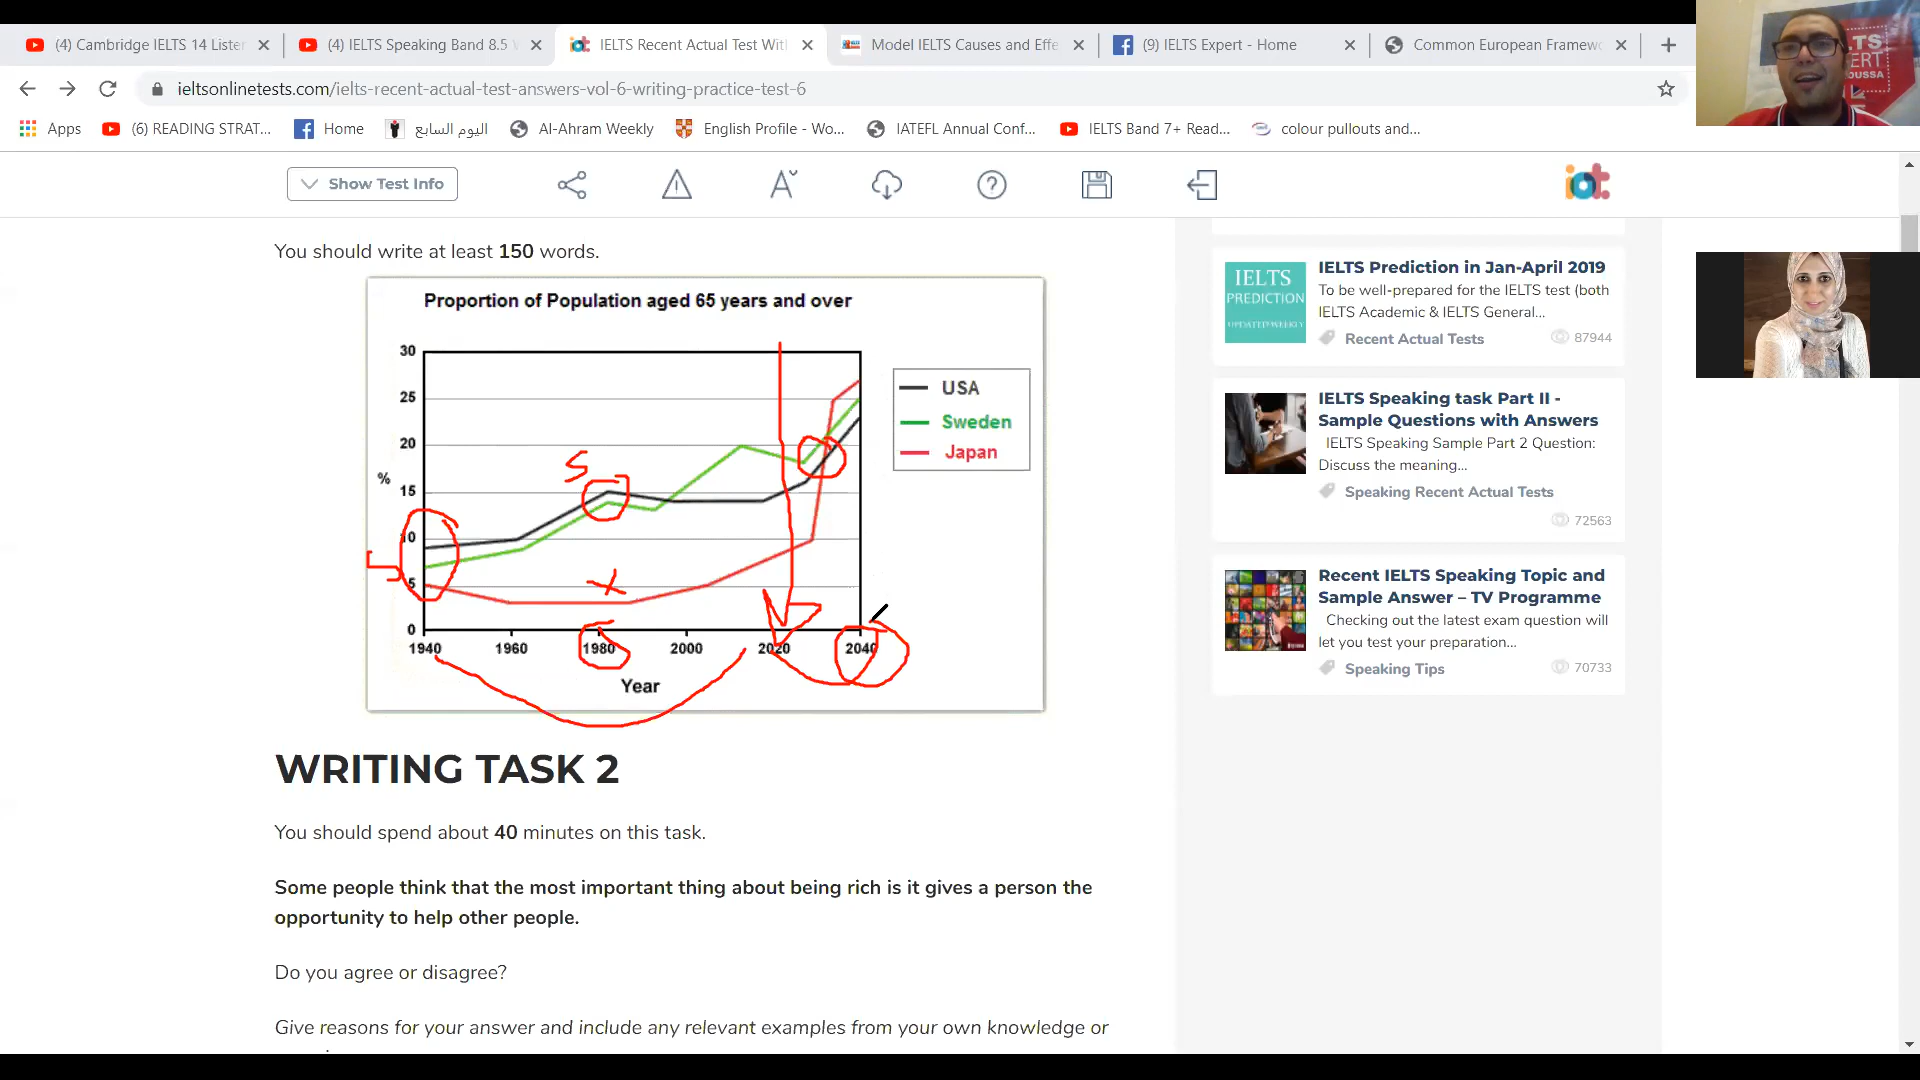 (4) Cambridge IELTS 14 Lister
(4) IELTS Speaking Band 8.5
IELTS Recent Actual Test With
Model IELTS Causes and Effe
(9) IELTS Expert - Home
Common European Framewo
ieltsonlinetests.com/ielts-recent-actual-test-answers-vol-6-writing-practice-test-6
Apps
(6) READING STRAT...
Home
اليوم السابع
Al-Ahram Weekly
English Profile - Wo...
IATEFL Annual Conf...
IELTS Band 7+ Read...
colour pullouts and...
Show Test Info
iot.
You should write at least 150 words.
Proportion of Population aged 65 years and over
30
25
20
%
15
10
5
0
1940 1960 1980 2000 2020 2040
Year
USA
Sweden
Japan
WRITING TASK 2
You should spend about 40 minutes on this task.
Some people think that the most important thing about being rich is it gives a person the
opportunity to help other people.
Do you agree or disagree?
Give reasons for your answer and include any relevant examples from your own knowledge or
IELTS
PREDICTION
UPDATED WEEKLY
IELTS Prediction in Jan-April 2019
To be well-prepared for the IELTS test (both
IELTS Academic & IELTS General...
Recent Actual Tests
87944
IELTS Speaking task Part II -
Sample Questions with Answers
IELTS Speaking Sample Part 2 Question:
Discuss the meaning...
Speaking Recent Actual Tests
72563
Recent IELTS Speaking Topic and
Sample Answer – TV Programme
Checking out the latest exam question will
let you test your preparation...
Speaking Tips
70733